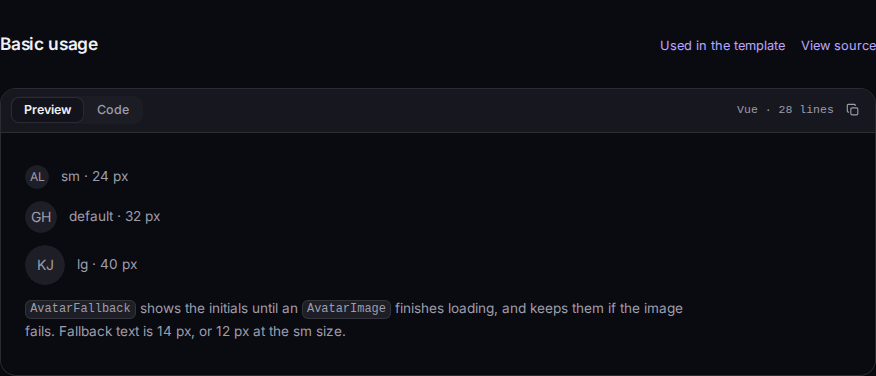 Basic usage
Used in the template
View source
Preview
Code
Vue · 28 lines
AL sm · 24 px
GH default · 32 px
KJ lg · 40 px
AvatarFallback shows the initials until an AvatarImage finishes loading, and keeps them if the image
fails. Fallback text is 14 px, or 12 px at the sm size.